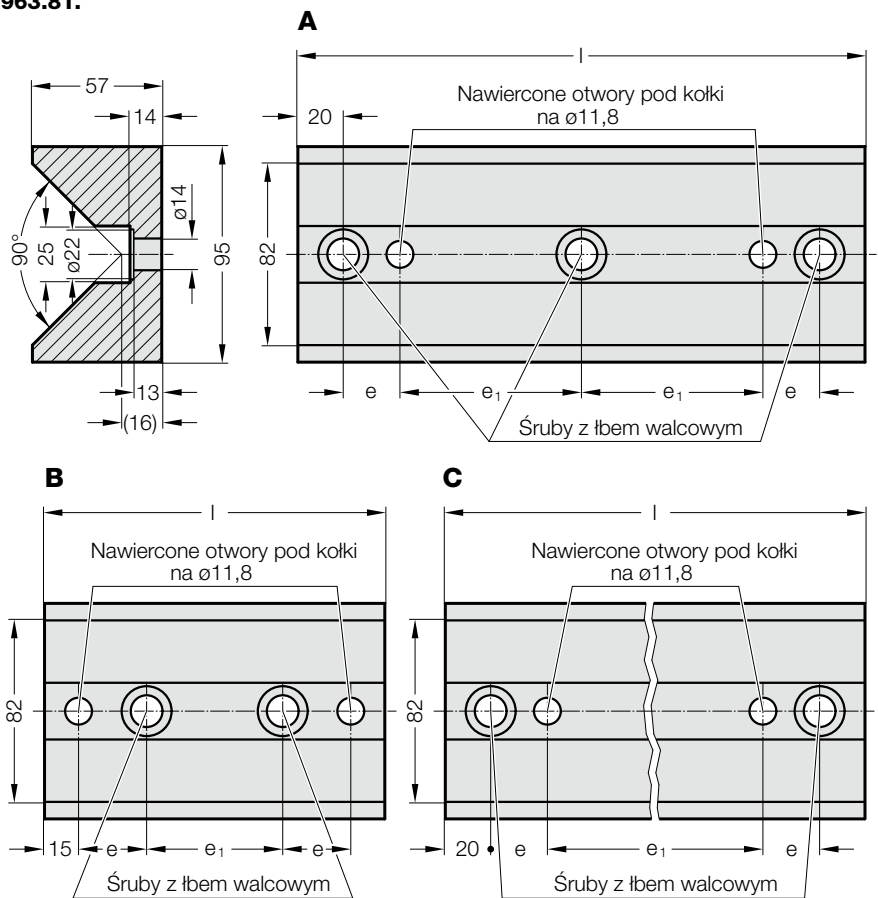 963.81.
A
l
57
14
20
Nawiercone otwory pod kołki
na ø11,8
90°
25
ø22
ø14
95
82
13
(16)
e
e₁
e₁
e
Śruby z łbem walcowym
B
l
Nawiercone otwory pod kołki
na ø11,8
82
15
e
e₁
e
Śruby z łbem walcowym
C
l
Nawiercone otwory pod kołki
na ø11,8
82
20
e
e₁
e
Śruby z łbem walcowym